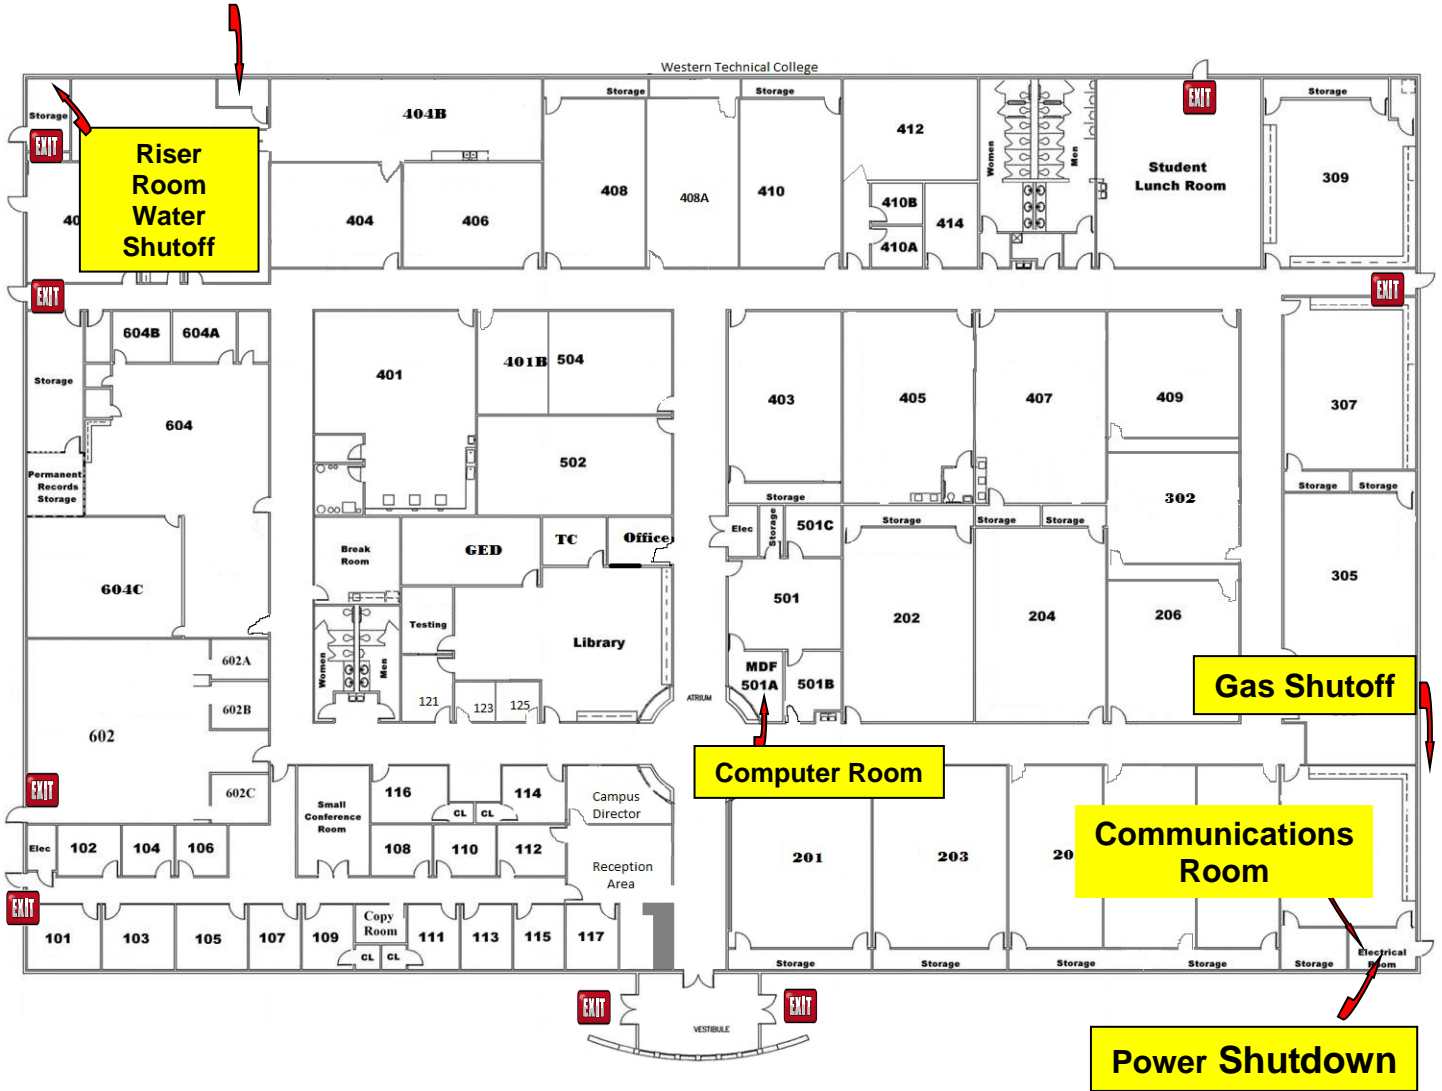 Western Technical College
Storage
EXIT
Riser
Room
Water
Shutoff
404B
404
406
Storage
408
408A
Storage
410
412
410B
410A
414
Women
Men
Student
Lunch Room
EXIT
Storage
309
EXIT
EXIT
604B
604A
Storage
604
Permanent
Records
Storage
604C
401
401B
504
502
403
Storage
405
407
409
302
307
Storage
Storage
Break
Room
GED
TC
Office
Elec
Storage
501C
Storage
Storage
Storage
305
Testing
Library
501
202
204
206
Women
Men
121
123
125
ATRIUM
MDF
501A
501B
Gas Shutoff
602A
602B
602
602C
EXIT
Computer Room
Small
Conference
Room
116
CL
CL
114
Campus
Director
Elec
102
104
106
108
110
112
Reception
Area
201
203
20
Communications
Room
EXIT
101
103
105
107
109
Copy
Room
CL
CL
111
113
115
117
Storage
Storage
Storage
Storage
Storage
Electrical
Room
EXIT
EXIT
VESTIBULE
Power Shutdown